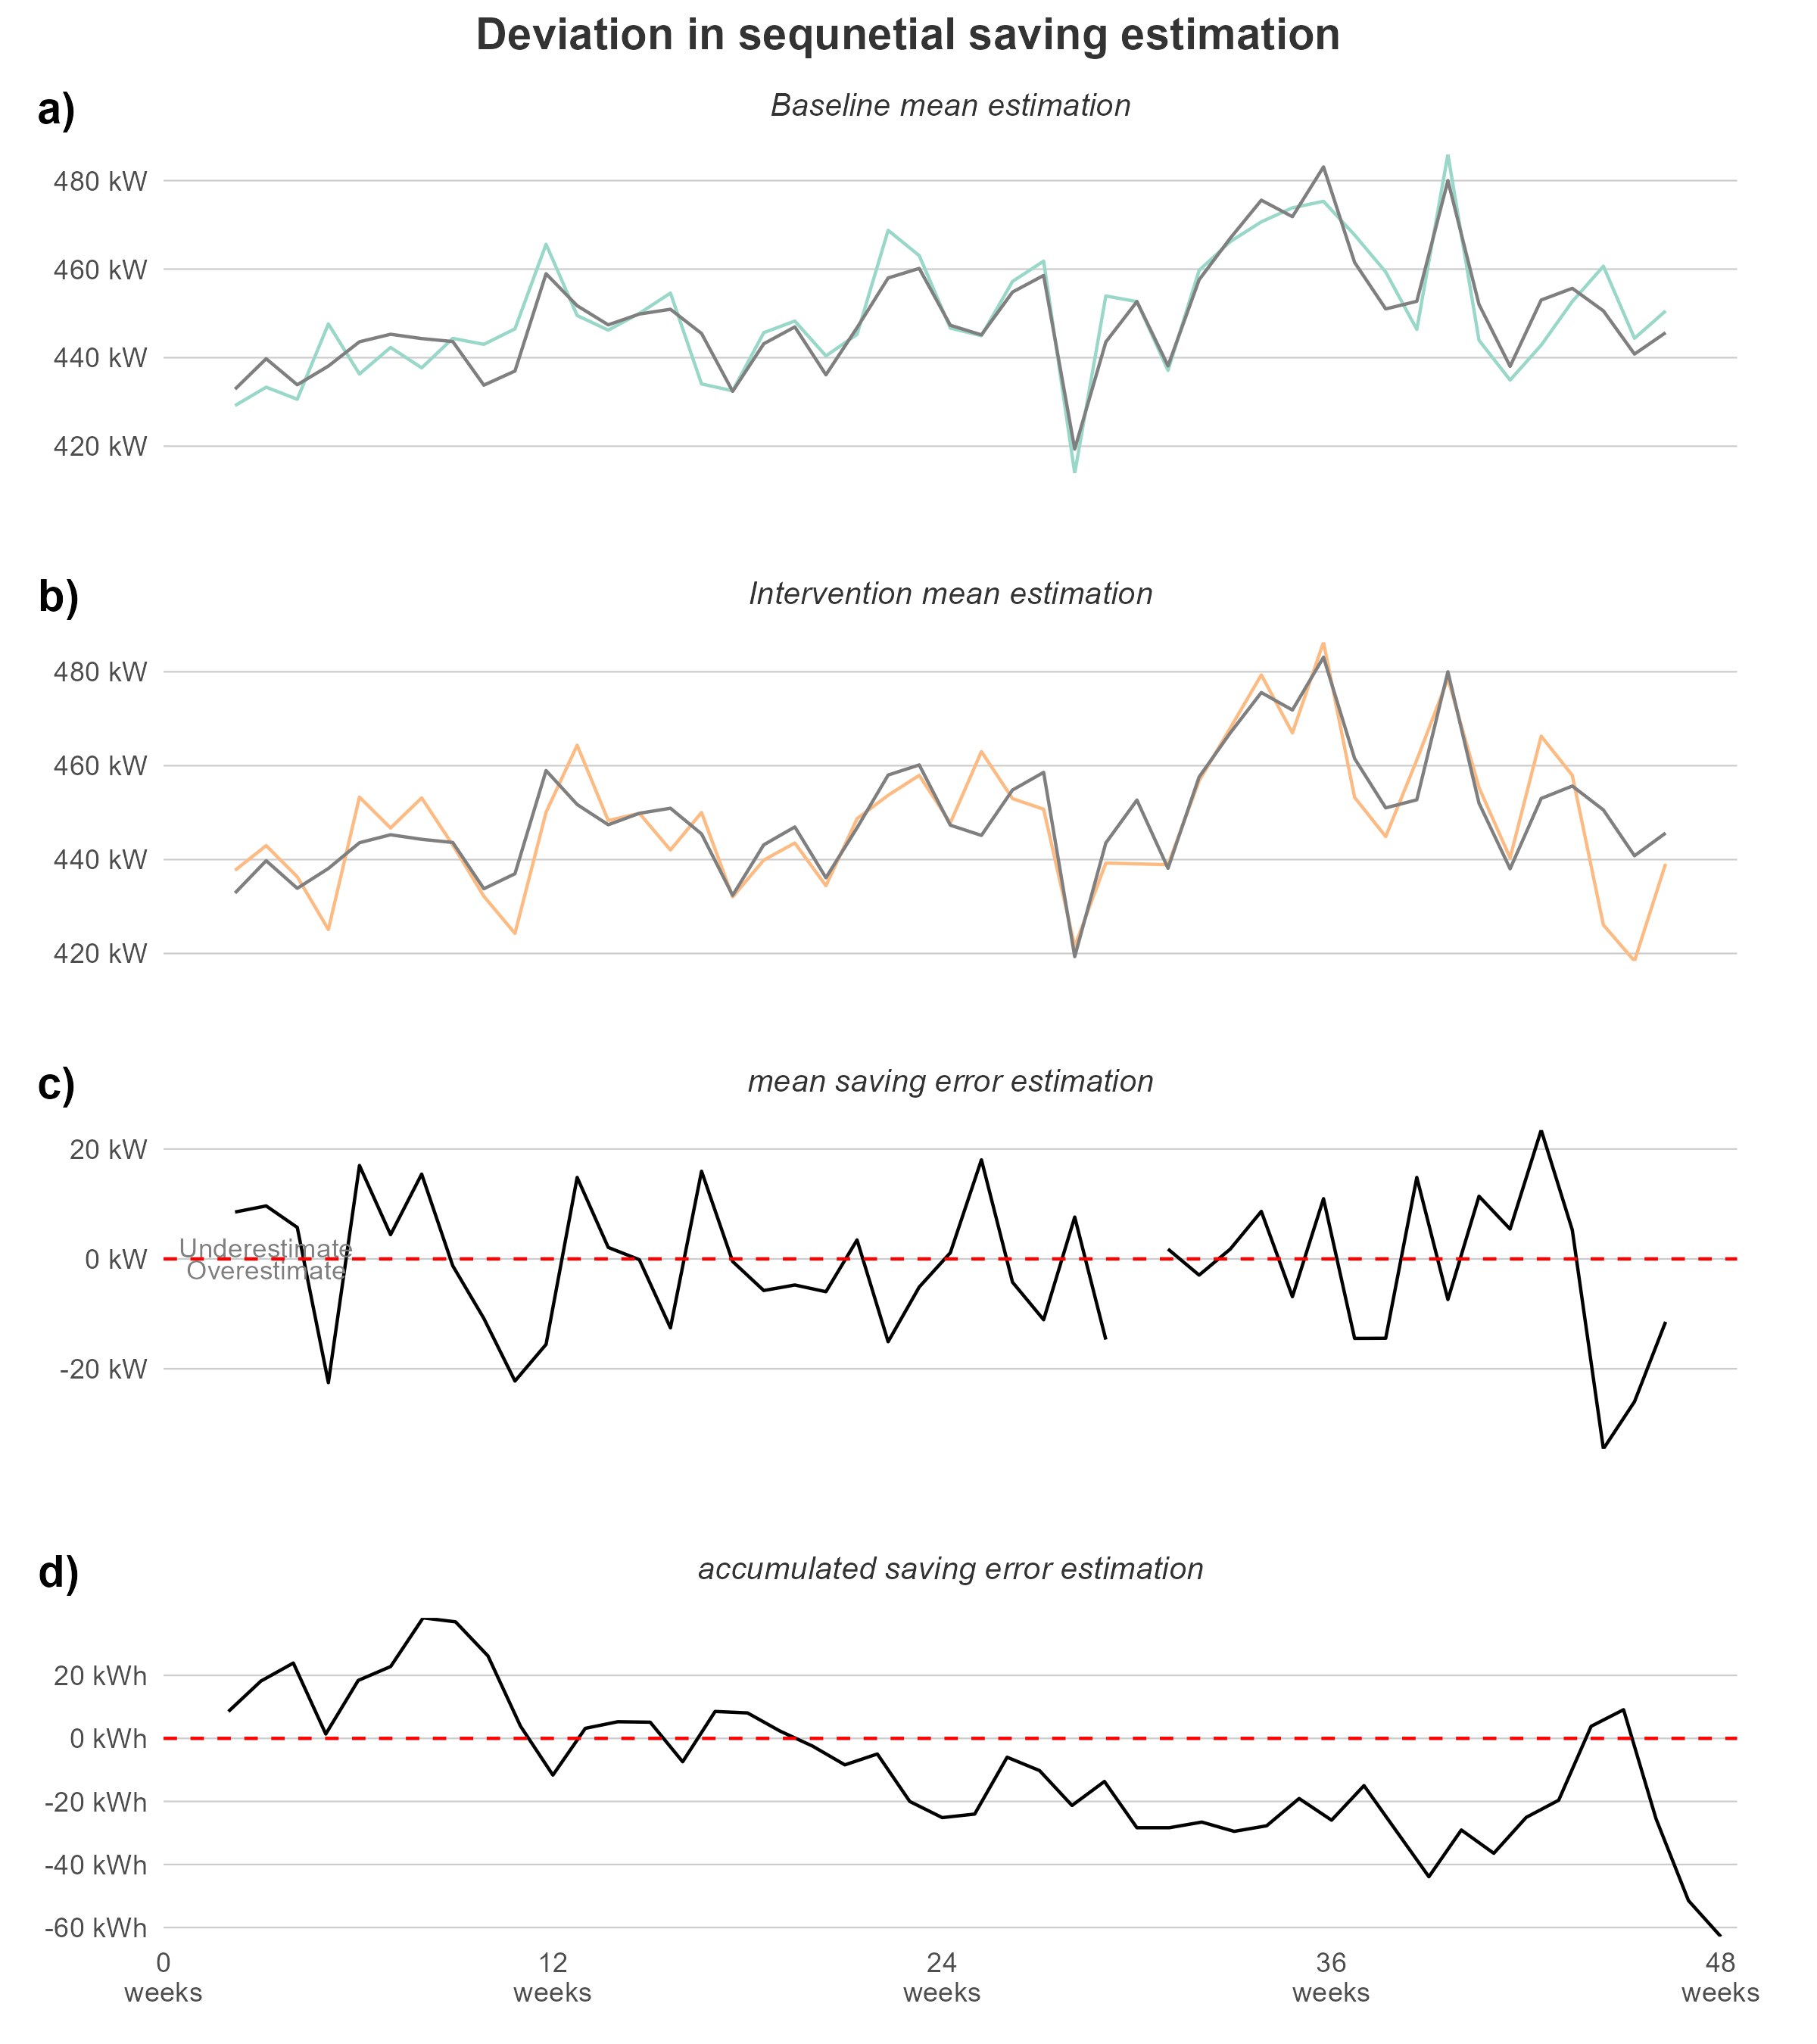 Deviation in sequnetial saving estimation
a)
Baseline mean estimation
480 kW
460 kW
440 kW
420 kW
b)
Intervention mean estimation
480 kW
460 kW
440 kW
420 kW
c)
mean saving error estimation
20 kW
Underestimate
0 kW
Overestimate
-20 kW
d)
accumulated saving error estimation
20 kWh
0 kWh
-20 kWh
-40 kWh
-60 kWh
0 12 24 36 48
weeks weeks weeks weeks weeks